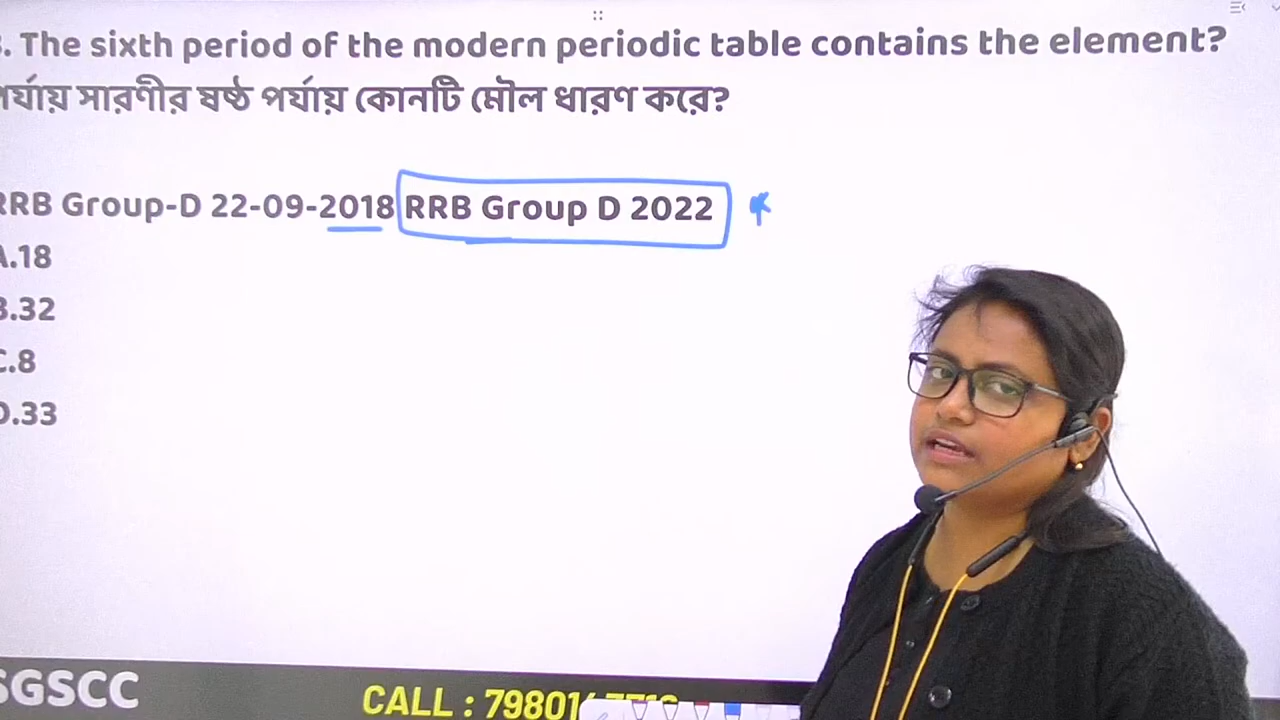 . The sixth period of the modern periodic table contains the element?
পর্যায় সারণীর ষষ্ঠ পর্যায় কোনটি মৌল ধারণ করে?
RRB Group-D 22-09-2018 RRB Group D 2022
A.18
B.32
C.8
D.33
SGSCC
CALL : 79801